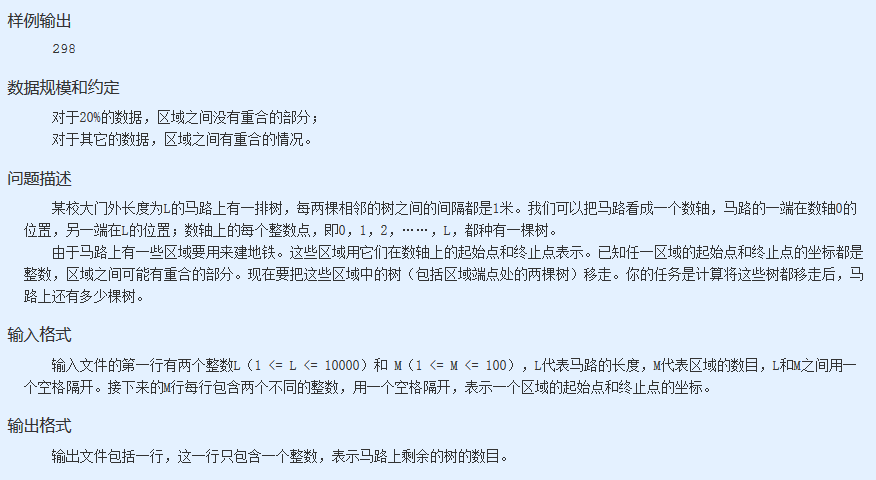 样例输出
298
数据规模和约定
对于20%的数据，区域之间没有重合的部分；
对于其它的数据，区域之间有重合的情况。
问题描述
某校大门外长度为L的马路上有一排树，每两棵相邻的树之间的间隔都是1米。我们可以把马路看成一个数轴，马路的一端在数轴0的
位置，另一端在L的位置；数轴上的每个整数点，即0，1，2，……，L，都种有一棵树。
由于马路上有一些区域要用来建地铁。这些区域用它们在数轴上的起始点和终止点表示。已知任一区域的起始点和终止点的坐标都是
整数，区域之间可能有重合的部分。现在要把这些区域中的树（包括区域端点处的两棵树）移走。你的任务是计算将这些树都移走后，马
路上还有多少棵树。
输入格式
输入文件的第一行有两个整数L（1 <= L <= 10000）和 M（1 <= M <= 100），L代表马路的长度，M代表区域的数目，L和M之间用一
个空格隔开。接下来的M行每行包含两个不同的整数，用一个空格隔开，表示一个区域的起始点和终止点的坐标。
输出格式
输出文件包括一行，这一行只包含一个整数，表示马路上剩余的树的数目。